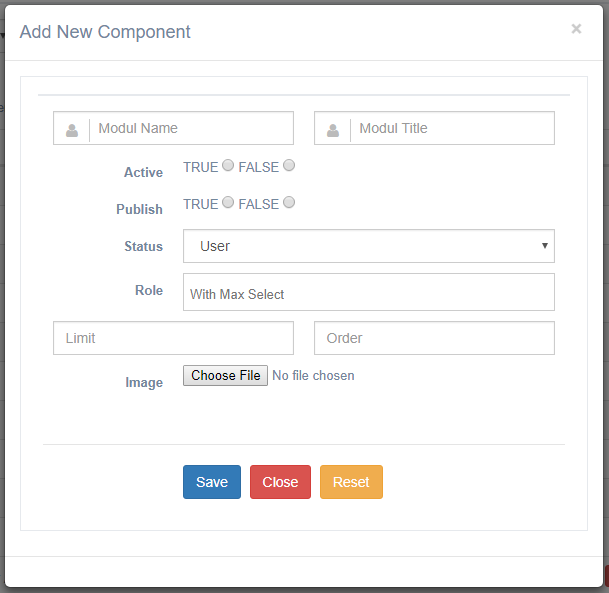 Add New Component ×
Modul Name Modul Title
Active TRUE FALSE
Publish TRUE FALSE
Status User
Role With Max Select
Limit Order
Image Choose File No file chosen
Save Close Reset